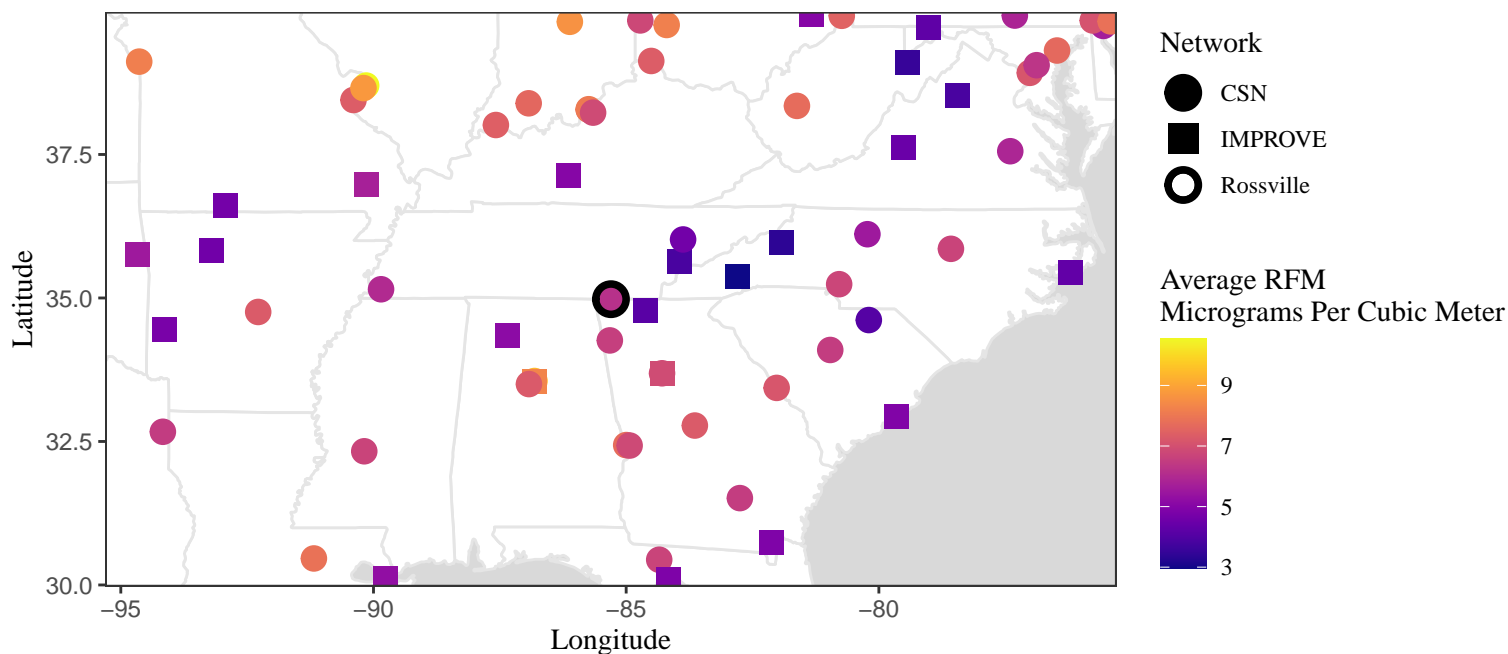 Network
CSN
IMPROVE
Rossville
Average RFM
Micrograms Per Cubic Meter
9
7
5
3
Latitude
37.5
35.0
32.5
30.0
−95
−90
−85
−80
Longitude